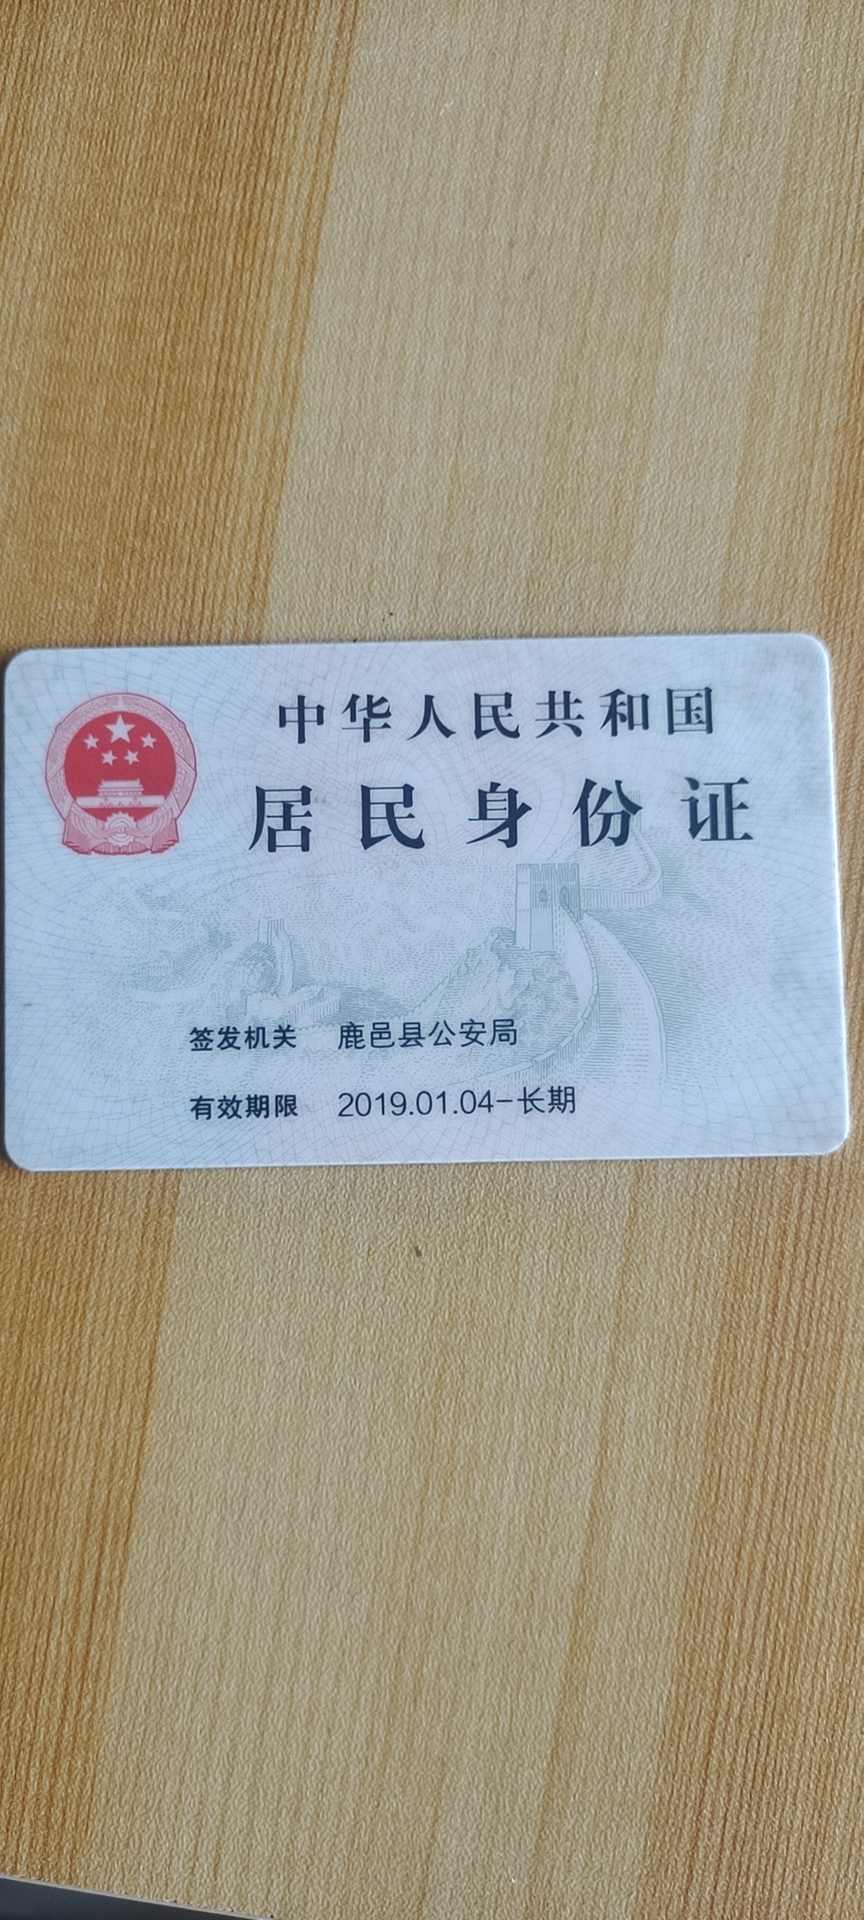 中华人民共和国
居民身份证
签发机关 鹿邑县公安局
有效期限 2019.01.04-长期